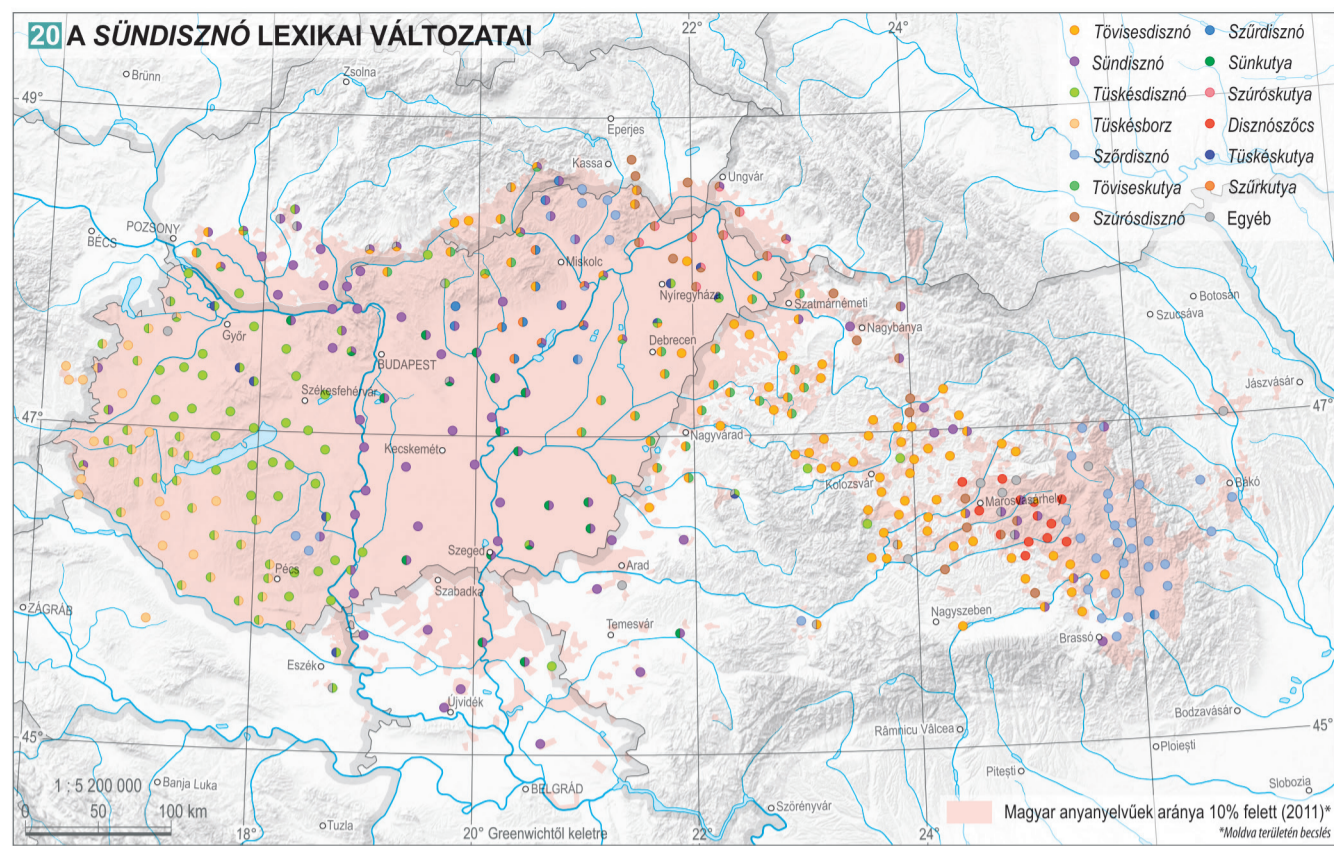 20 A SÜNDISZNÓ LEXIKAI VÁLTOZATAI
Tövisesdisznó
Sündisznó
Tüskésdisznó
Tüskésborz
Szőrdisznó
Töviseskutya
Szúrósdisznó
Szűrdisznó
Sünkutya
Szúróskutya
Disznószőcs
Tüskéskutya
Szűrkutya
Egyéb
22°
24°
Brünn
Zsolna
49°
49°
Eperjes
Kassa
Ungvár
BÉCS
POZSONY
Miskolc
Nyíregyháza
Szatmárnémeti
Nagybánya
Botosán
Szucsáva
Győr
BUDAPEST
Debrecen
Székesfehérvár
Jászvásár
47°
47°
Kecskemét
Nagyvárad
Kolozsvár
Bákó
Marosvásárhely
Szeged
Pécs
Arad
Szabadka
ZÁGRÁB
Nagyszeben
Temesvár
Brassó
Eszék
Újvidék
Bodzavásár
Râmnicu Vâlcea
45°
45°
Ploiești
Pitești
Slobozia
1 : 5 200 000
0 50 100 km
Banja Luka
BELGRÁD
Szörényvár
Tuzla
18°
20° Greenwichtől keletre
22°
24°
Magyar anyanyelvűek aránya 10% felett (2011)*
*Moldva területén becslés